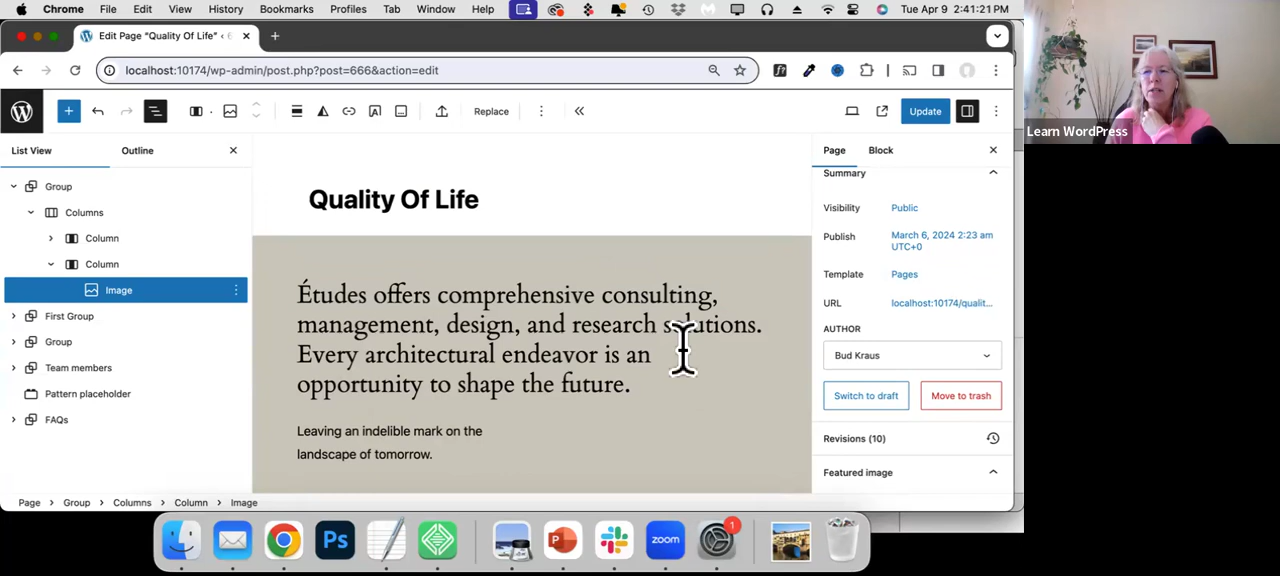 Chrome File Edit View History Bookmarks Profiles Tab Window Help Tue Apr 9 2:41:21 PM
Edit Page “Quality Of Life” ‹
localhost:10174/wp-admin/post.php?post=666&action=edit
Replace
Update
List View
Outline
Page
Block
Group
Columns
Column
Column
Image
First Group
Group
Team members
Pattern placeholder
FAQs
Quality Of Life
Études offers comprehensive consulting,
management, design, and research solutions.
Every architectural endeavor is an
opportunity to shape the future.
Leaving an indelible mark on the
landscape of tomorrow.
Summary
Visibility Public
Publish March 6, 2024 2:23 am
UTC+0
Template Pages
URL localhost:10174/qualit...
AUTHOR
Bud Kraus
Switch to draft Move to trash
Revisions (10)
Featured image
Page › Group › Columns › Column › Image
Ps
zoom
1
Learn WordPress